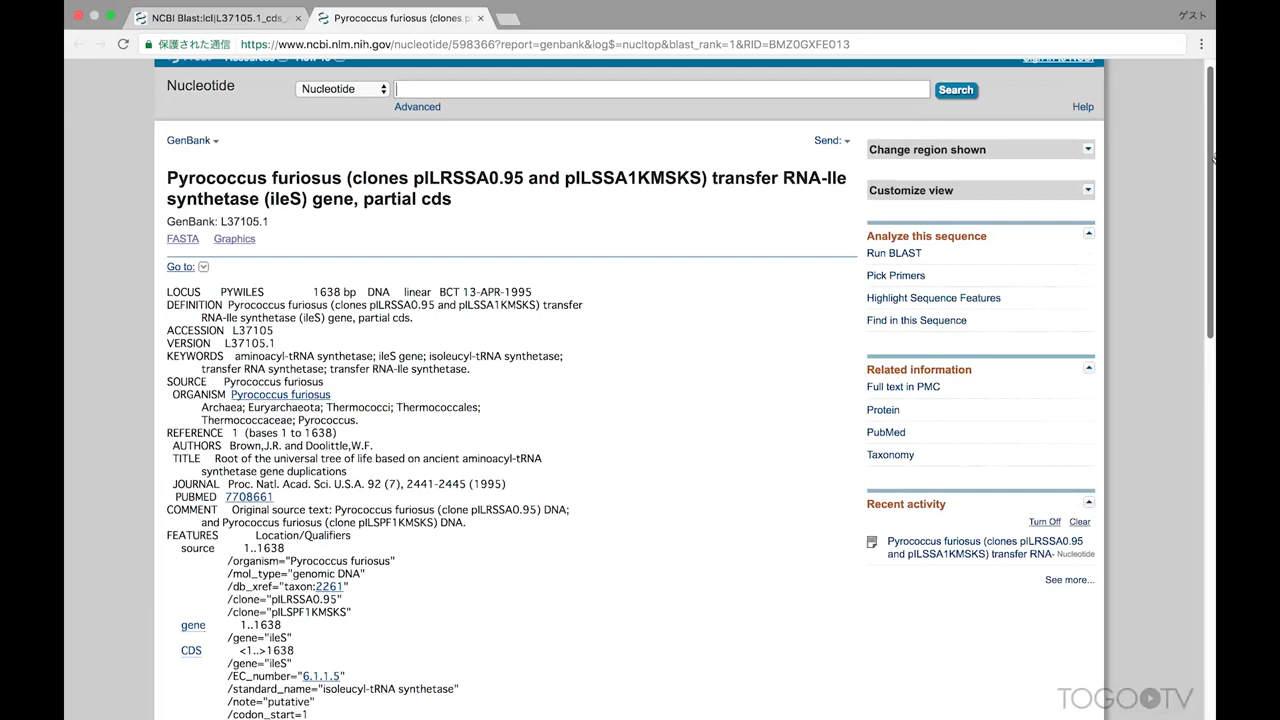 NCBI Blast:lcl|L37105.1_cds_
Pyrococcus furiosus (clones p
ゲスト
保護された通信
https://www.ncbi.nlm.nih.gov/nucleotide/598366?report=genbank&log$=nucltop&blast_rank=1&RID=BMZ0GXFE013
Nucleotide
Nucleotide
Search
Advanced
Help
GenBank
Send:
Pyrococcus furiosus (clones pILRSSA0.95 and pILSSA1KMSKS) transfer RNA-Ile
synthetase (ileS) gene, partial cds
GenBank: L37105.1
FASTA Graphics
Go to:
LOCUS PYWILES 1638 bp DNA linear BCT 13-APR-1995
DEFINITION Pyrococcus furiosus (clones pILRSSA0.95 and pILSSA1KMSKS) transfer
RNA-Ile synthetase (ileS) gene, partial cds.
ACCESSION L37105
VERSION L37105.1
KEYWORDS aminoacyl-tRNA synthetase; ileS gene; isoleucyl-tRNA synthetase;
transfer RNA synthetase; transfer RNA-Ile synthetase.
SOURCE Pyrococcus furiosus
ORGANISM Pyrococcus furiosus
Archaea; Euryarchaeota; Thermococci; Thermococcales;
Thermococcaceae; Pyrococcus.
REFERENCE 1 (bases 1 to 1638)
AUTHORS Brown,J.R. and Doolittle,W.F.
TITLE Root of the universal tree of life based on ancient aminoacyl-tRNA
synthetase gene duplications
JOURNAL Proc. Natl. Acad. Sci. U.S.A. 92 (7), 2441-2445 (1995)
PUBMED 7708661
COMMENT Original source text: Pyrococcus furiosus (clone pILRSSA0.95) DNA;
and Pyrococcus furiosus (clone pILSPF1KMSKS) DNA.
FEATURES Location/Qualifiers
source 1..1638
/organism="Pyrococcus furiosus"
/mol_type="genomic DNA"
/db_xref="taxon:2261"
/clone="pILRSSA0.95"
/clone="pILSPF1KMSKS"
gene 1..1638
/gene="ileS"
CDS <1..>1638
/gene="ileS"
/EC_number="6.1.1.5"
/standard_name="isoleucyl-tRNA synthetase"
/note="putative"
/codon_start=1
Change region shown
Customize view
Analyze this sequence
Run BLAST
Pick Primers
Highlight Sequence Features
Find in this Sequence
Related information
Full text in PMC
Protein
PubMed
Taxonomy
Recent activity
Turn Off Clear
Pyrococcus furiosus (clones pILRSSA0.95
and pILSSA1KMSKS) transfer RNA- Nucleotide
See more...
TOGOTV